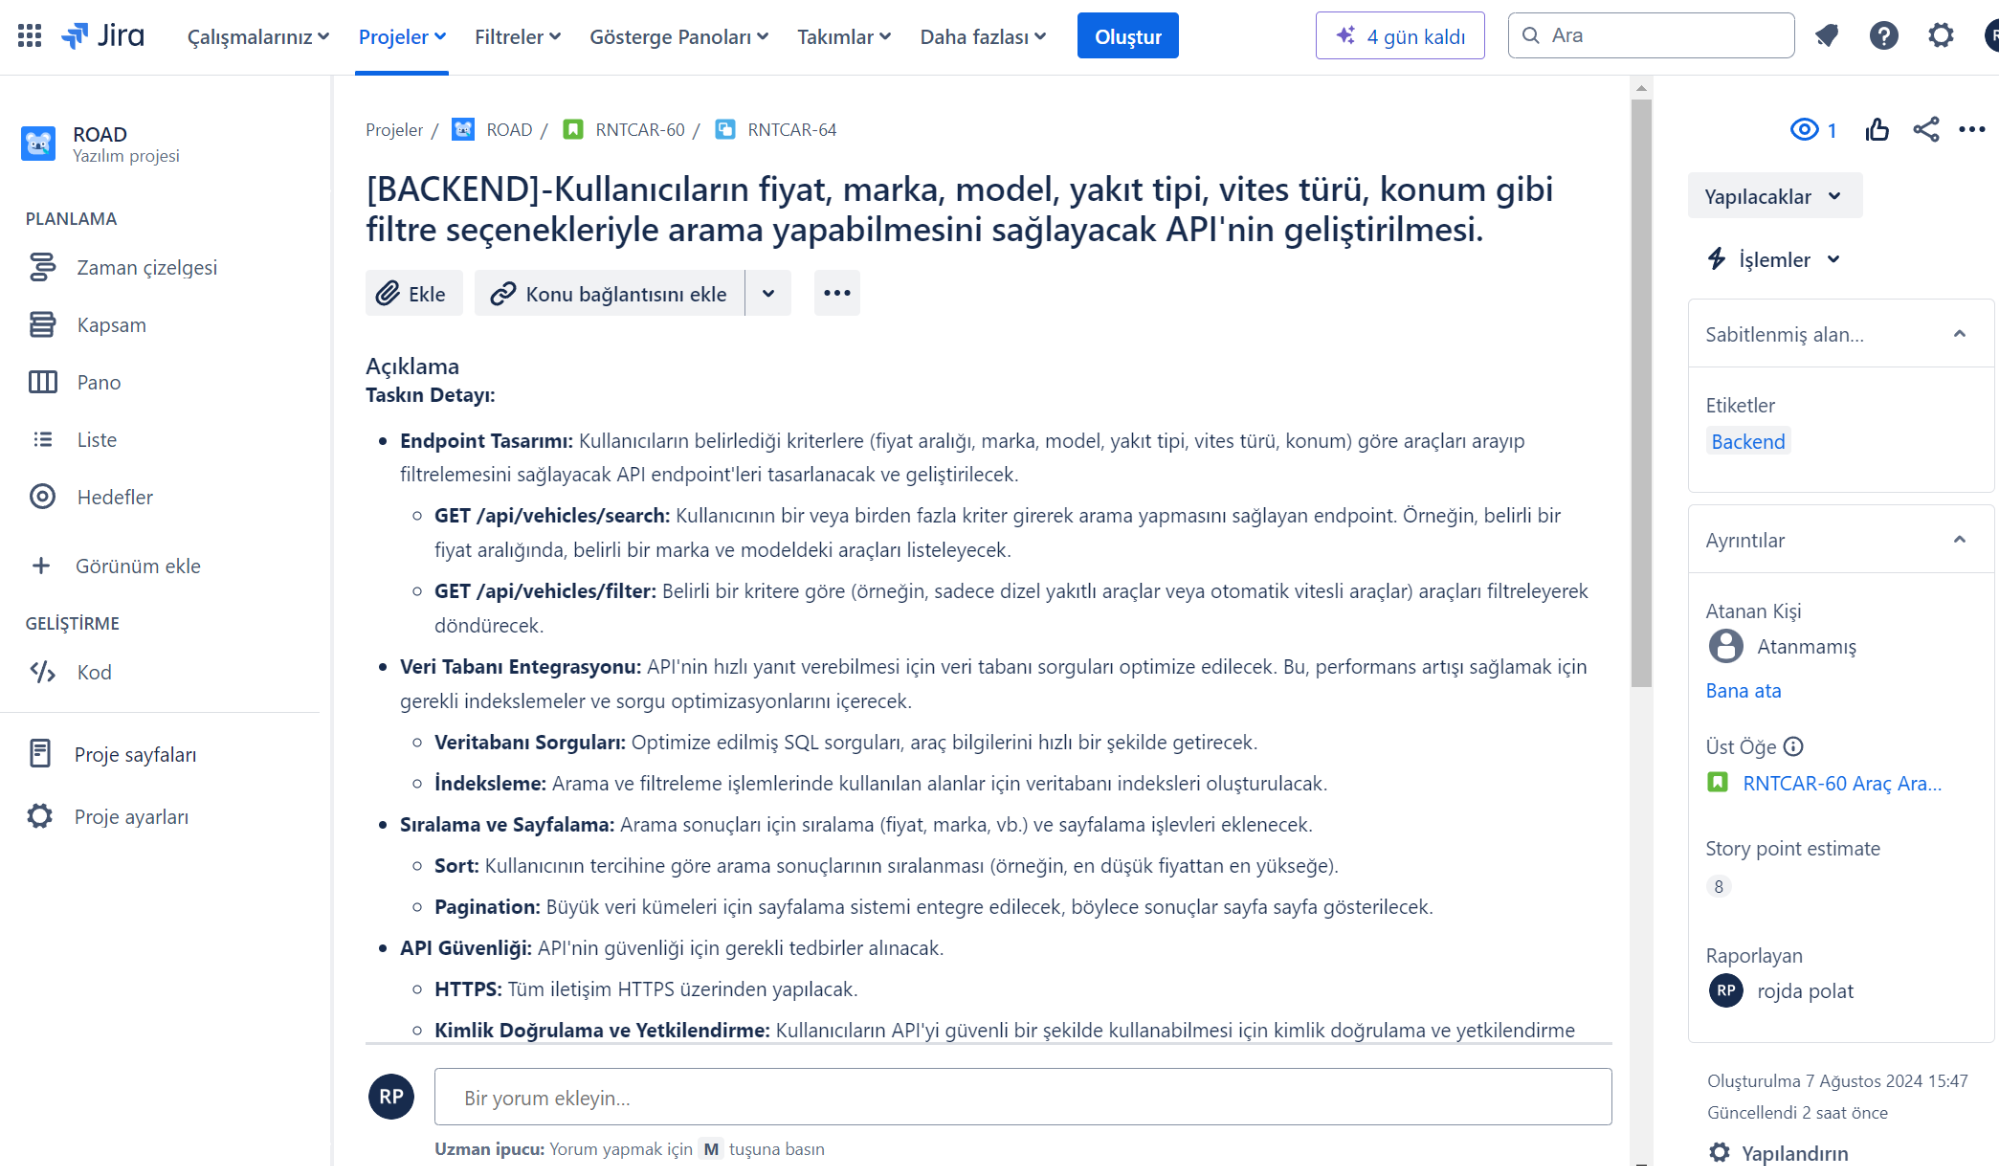 Jira
Çalışmalarınız
Projeler
Filtreler
Gösterge Panoları
Takımlar
Daha fazlası
Oluştur
4 gün kaldı
Ara
ROAD
Yazılım projesi
PLANLAMA
Zaman çizelgesi
Kapsam
Pano
Liste
Hedefler
Görünüm ekle
GELİŞTİRME
Kod
Proje sayfaları
Proje ayarları
Projeler / ROAD / RNTCAR-60 / RNTCAR-64
[BACKEND]-Kullanıcıların fiyat, marka, model, yakıt tipi, vites türü, konum gibi
filtre seçenekleriyle arama yapabilmesini sağlayacak API'nin geliştirilmesi.
Ekle
Konu bağlantısını ekle
Açıklama
Taskın Detayı:
• Endpoint Tasarımı: Kullanıcıların belirlediği kriterlere (fiyat aralığı, marka, model, yakıt tipi, vites türü, konum) göre araçları arayıp
filtrelemesini sağlayacak API endpoint'leri tasarlanacak ve geliştirilecek.
◦ GET /api/vehicles/search: Kullanıcının bir veya birden fazla kriter girerek arama yapmasını sağlayan endpoint. Örneğin, belirli bir
fiyat aralığında, belirli bir marka ve modeldeki araçları listeleyecek.
◦ GET /api/vehicles/filter: Belirli bir kritere göre (örneğin, sadece dizel yakıtlı araçlar veya otomatik vitesli araçlar) araçları filtreleyerek
döndürecek.
• Veri Tabanı Entegrasyonu: API'nin hızlı yanıt verebilmesi için veri tabanı sorguları optimize edilecek. Bu, performans artışı sağlamak için
gerekli indekslemeler ve sorgu optimizasyonlarını içerecek.
◦ Veritabanı Sorguları: Optimize edilmiş SQL sorguları, araç bilgilerini hızlı bir şekilde getirecek.
◦ İndeksleme: Arama ve filtreleme işlemlerinde kullanılan alanlar için veritabanı indeksleri oluşturulacak.
• Sıralama ve Sayfalama: Arama sonuçları için sıralama (fiyat, marka, vb.) ve sayfalama işlevleri eklenecek.
◦ Sort: Kullanıcının tercihine göre arama sonuçlarının sıralanması (örneğin, en düşük fiyattan en yükseğe).
◦ Pagination: Büyük veri kümeleri için sayfalama sistemi entegre edilecek, böylece sonuçlar sayfa sayfa gösterilecek.
• API Güvenliği: API'nin güvenliği için gerekli tedbirler alınacak.
◦ HTTPS: Tüm iletişim HTTPS üzerinden yapılacak.
◦ Kimlik Doğrulama ve Yetkilendirme: Kullanıcıların API'yi güvenli bir şekilde kullanabilmesi için kimlik doğrulama ve yetkilendirme
RP
Bir yorum ekleyin...
Uzman ipucu: Yorum yapmak için M tuşuna basın
1
Yapılacaklar
İşlemler
Sabitlenmiş alan...
Etiketler
Backend
Ayrıntılar
Atanan Kişi
Atanmamış
Bana ata
Üst Öğe
RNTCAR-60 Araç Ara...
Story point estimate
8
Raporlayan
RP rojda polat
Oluşturulma 7 Ağustos 2024 15:47
Güncellendi 2 saat önce
Yapılandırın